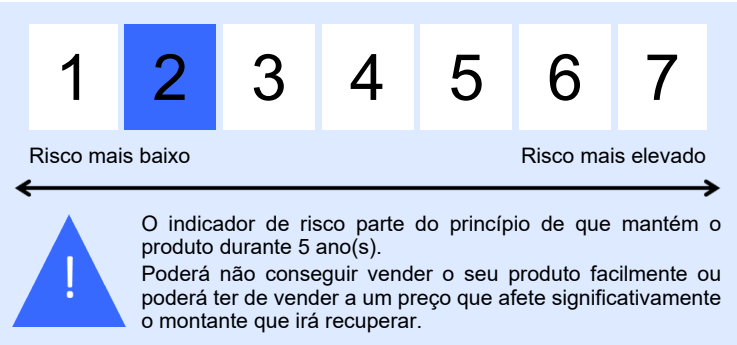 1 2 3 4 5 6 7
Risco mais baixo Risco mais elevado
!
O indicador de risco parte do princípio de que mantém o
produto durante 5 ano(s).
Poderá não conseguir vender o seu produto facilmente ou
poderá ter de vender a um preço que afete significativamente
o montante que irá recuperar.